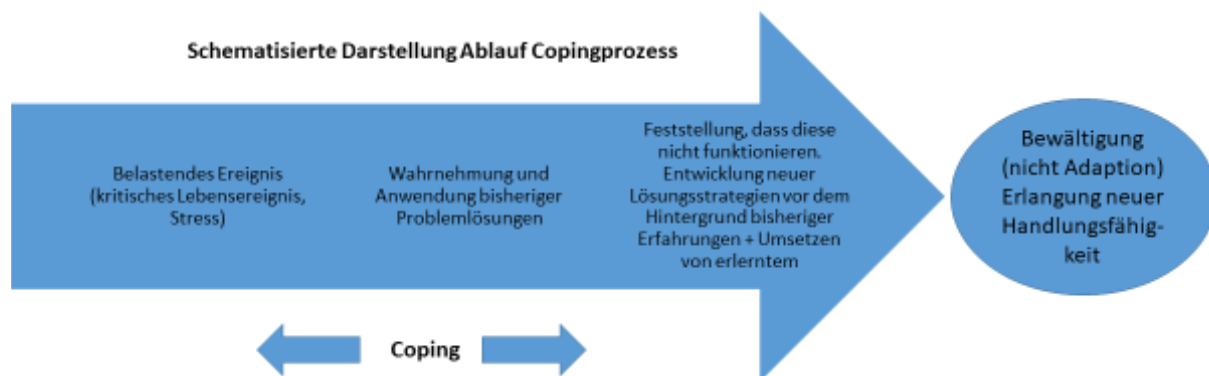 Schematisierte Darstellung Ablauf Copingprozess
Belastendes Ereignis
(kritisches Lebensereignis,
Stress)
Wahrnehmung und
Anwendung bisheriger
Problemlösungen
Feststellung, dass diese
nicht funktionieren.
Entwicklung neuer
Lösungsstrategien vor dem
Hintergrund bisheriger
Erfahrungen + Umsetzen
von erlerntem
Bewältigung
(nicht Adaption)
Erlangung neuer
Handlungsfähig-
keit
Coping